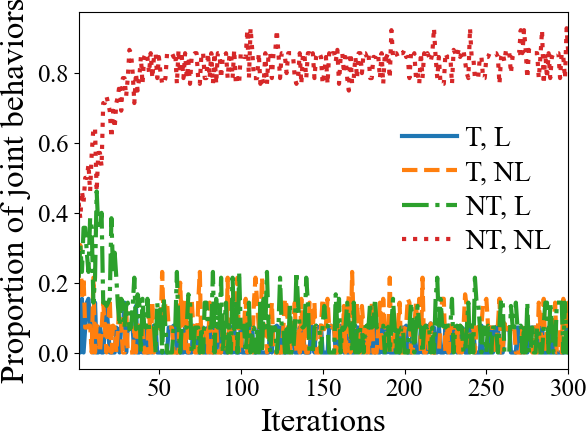 Proportion of joint behaviors
0.8
0.6
0.4
0.2
0.0
T, L
T, NL
NT, L
NT, NL
50
100
150
200
250
300
Iterations